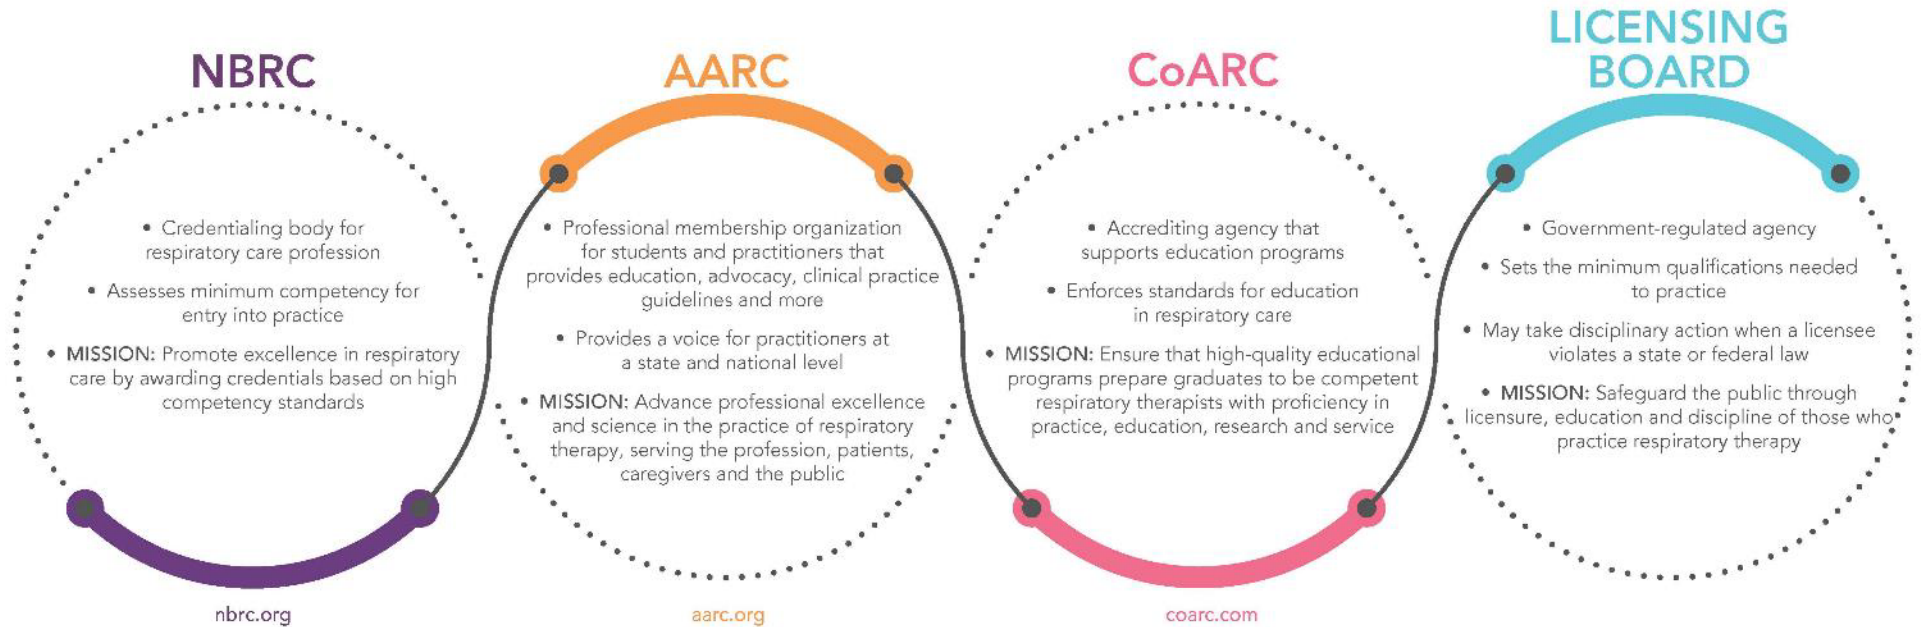 NBRC
• Credentialing body for
respiratory care profession
• Assesses minimum competency for
entry into practice
• MISSION: Promote excellence in respiratory
care by awarding credentials based on high
competency standards
nbrc.org
AARC
• Professional membership organization
for students and practitioners that
provides education, advocacy, clinical practice
guidelines and more
• Provides a voice for practitioners at
a state and national level
• MISSION: Advance professional excellence
and science in the practice of respiratory
therapy, serving the profession, patients,
caregivers and the public
aarc.org
CoARC
• Accrediting agency that
supports education programs
• Enforces standards for education
in respiratory care
• MISSION: Ensure that high-quality educational
programs prepare graduates to be competent
respiratory therapists with proficiency in
practice, education, research and service
coarc.com
LICENSING
BOARD
• Government-regulated agency
• Sets the minimum qualifications needed
to practice
• May take disciplinary action when a licensee
violates a state or federal law
• MISSION: Safeguard the public through
licensure, education and discipline of those who
practice respiratory therapy